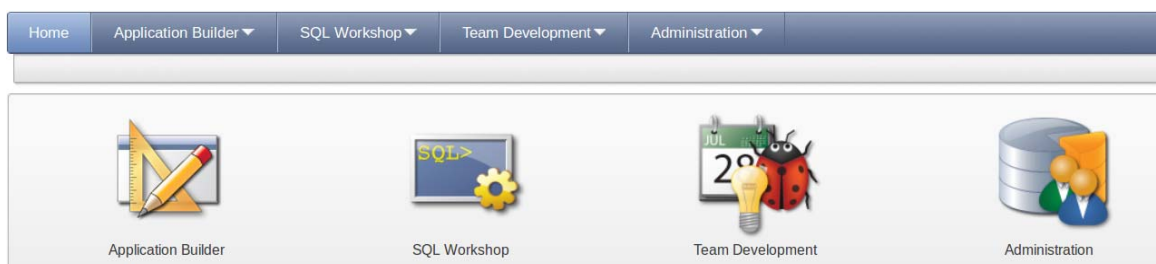 Home Application Builder SQL Workshop Team Development Administration
SQL>
JUL
28
Application Builder SQL Workshop Team Development Administration